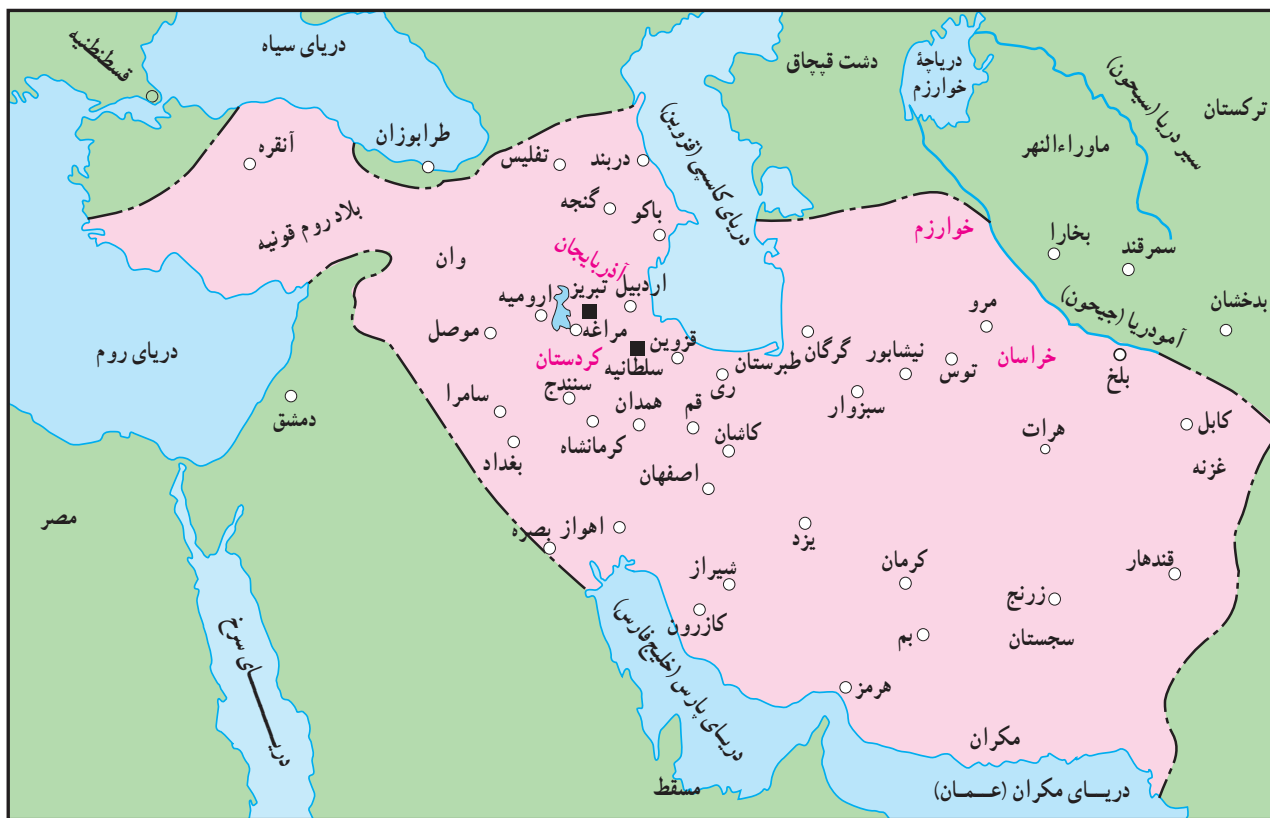 دریای سیاه
قسطنطنیه
دشت قپچاق
دریاچهٔ
خوارزم
سیر دریا (سیحون)
ترکستان
ماوراءالنهر
دریای کاسپی (قزوین)
طرابوزان
آنقره
تفلیس
دربند
گنجه
باکو
بلاد روم قونیه
خوارزم
بخارا
سمرقند
بدخشان
آمودریا (جیحون)
آذربایجان
وان
اردبیل
تبریز
ارومیه
مراغه
موصل
دریای روم
کردستان
سلطانیه
قزوین
طبرستان
گرگان
نیشابور
مرو
خراسان
توس
بلخ
ری
سبزوار
سنندج
همدان
قم
سامرا
دمشق
کرمانشاه
کاشان
بغداد
هرات
کابل
غزنه
اصفهان
مصر
بصره
اهواز
یزد
شیراز
کرمان
قندهار
زرنج
کازرون
بم
سجستان
دریای سرخ
دریای پارس (خلیج‌فارس)
هرمز
مکران
مسقط
دریای مکران (عمان)